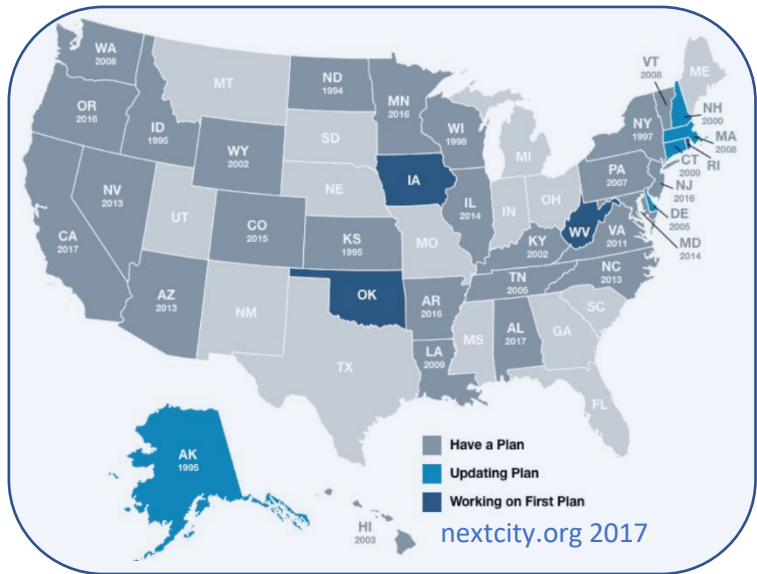 WA
2008
OR
2016
ID
1995
MT
ND
1994
MN
2016
WI
1998
SD
WY
2002
NV
2013
CA
2017
UT
CO
2015
NE
IA
KS
1995
MO
IL
2014
MI
IN
OH
KY
2002
WV
VA
2011
NY
1997
PA
2007
VT
2008
ME
NH
2000
MA
2008
CT
2009
RI
NJ
2016
DE
2005
MD
2014
AZ
2013
NM
OK
TX
AR
2016
LA
2009
TN
2005
NC
2013
SC
MS
AL
2017
GA
FL
AK
1995
HI
2003
Have a Plan
Updating Plan
Working on First Plan
nextcity.org 2017